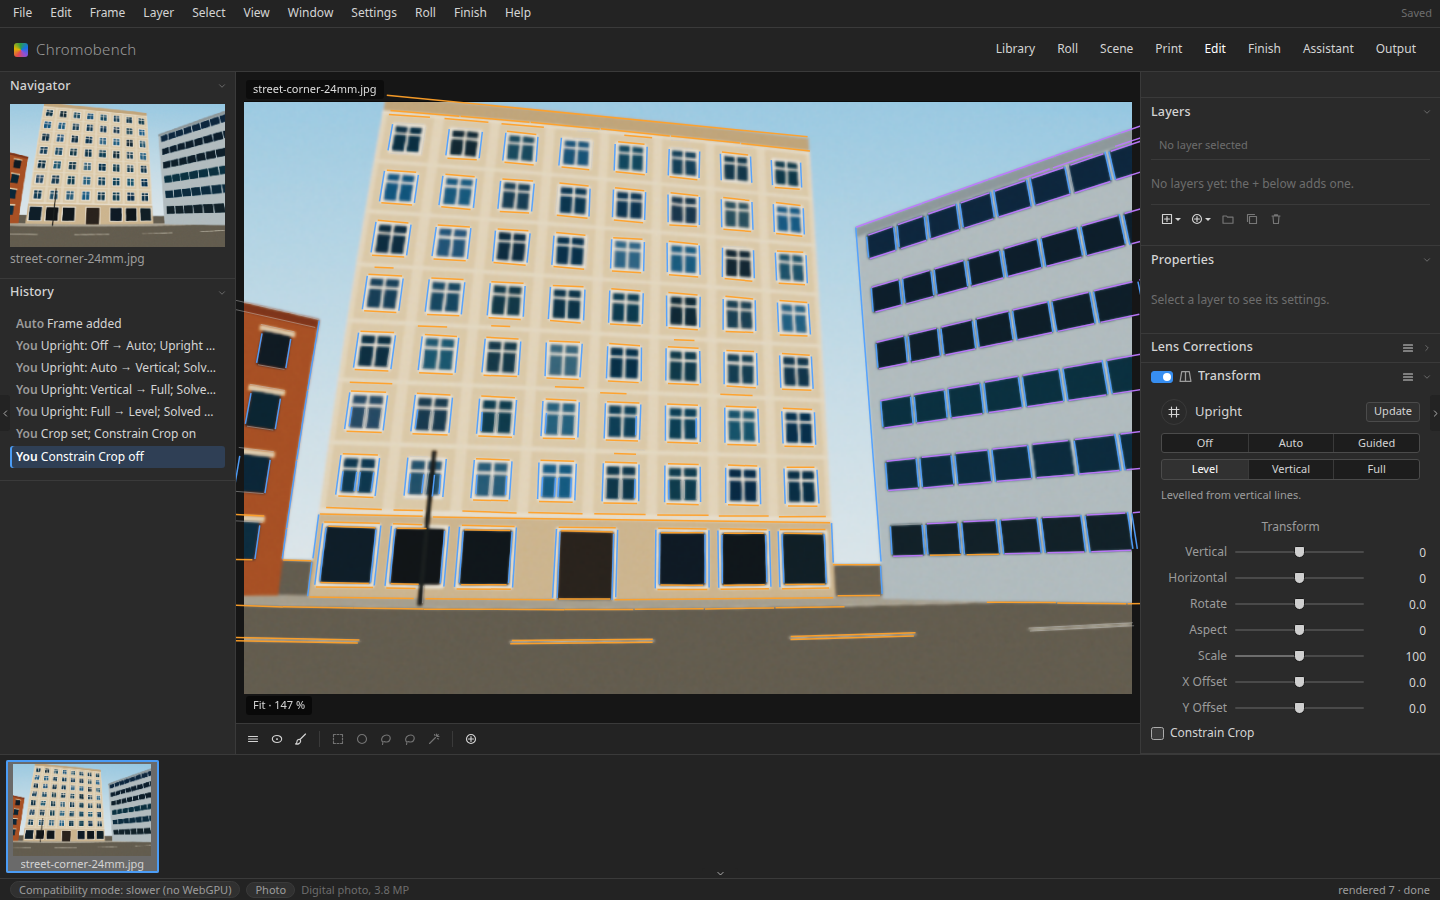 File Edit Frame Layer Select View Window Settings Roll Finish Help
Saved
Chromobench
Library Roll Scene Print Edit Finish Assistant Output
Navigator
street-corner-24mm.jpg
History
Auto Frame added
You Upright: Off → Auto; Upright ...
You Upright: Auto → Vertical; Solv...
You Upright: Vertical → Full; Solve...
You Upright: Full → Level; Solved ...
You Crop set; Constrain Crop on
You Constrain Crop off
street-corner-24mm.jpg
Fit · 147 %
Layers
No layer selected
No layers yet: the + below adds one.
Properties
Select a layer to see its settings.
Lens Corrections
Transform
Upright Update
Off Auto Guided
Level Vertical Full
Levelled from vertical lines.
Transform
Vertical 0
Horizontal 0
Rotate 0.0
Aspect 0
Scale 100
X Offset 0.0
Y Offset 0.0
Constrain Crop
street-corner-24mm.jpg
Compatibility mode: slower (no WebGPU) Photo Digital photo, 3.8 MP
rendered 7 · done